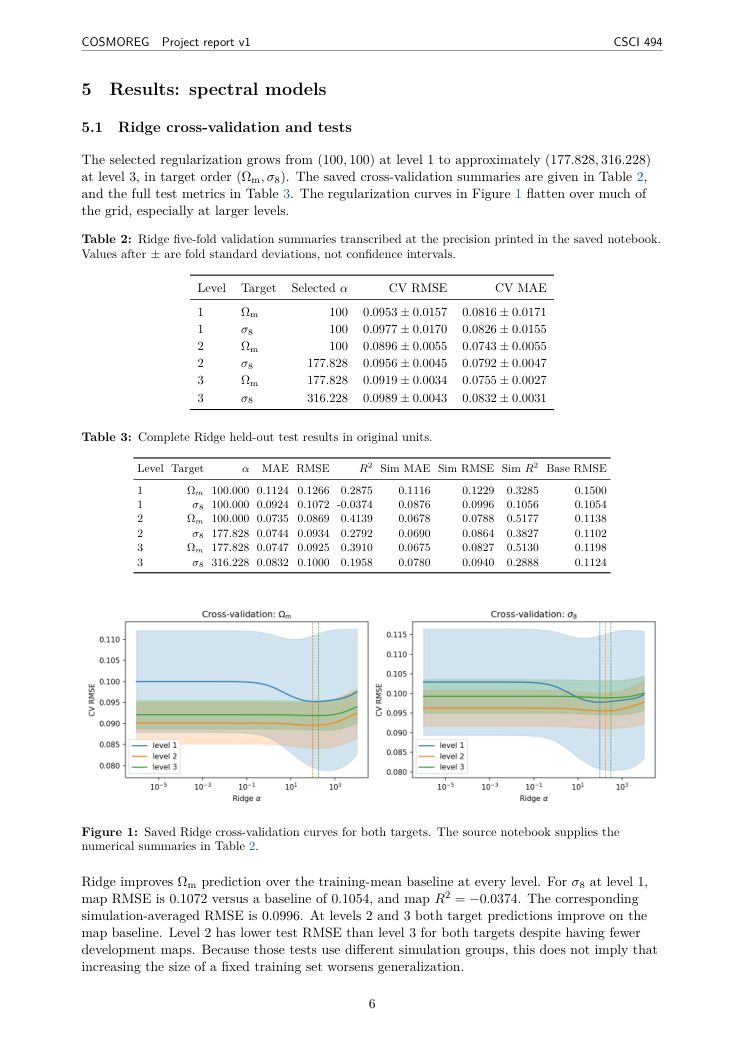 COSMOREG Project report v1 CSCI 494
5 Results: spectral models
5.1 Ridge cross-validation and tests
The selected regularization grows from (100, 100) at level 1 to approximately (177.828, 316.228)
at level 3, in target order (Ωm, σ8). The saved cross-validation summaries are given in Table 2,
and the full test metrics in Table 3. The regularization curves in Figure 1 flatten over much of
the grid, especially at larger levels.
Table 2: Ridge five-fold validation summaries transcribed at the precision printed in the saved notebook.
Values after ± are fold standard deviations, not confidence intervals.
Level Target Selected α CV RMSE CV MAE
1 Ωm 100 0.0953 ± 0.0157 0.0816 ± 0.0171
1 σ8 100 0.0977 ± 0.0170 0.0826 ± 0.0155
2 Ωm 100 0.0896 ± 0.0055 0.0743 ± 0.0055
2 σ8 177.828 0.0956 ± 0.0045 0.0792 ± 0.0047
3 Ωm 177.828 0.0919 ± 0.0034 0.0755 ± 0.0027
3 σ8 316.228 0.0989 ± 0.0043 0.0832 ± 0.0031
Table 3: Complete Ridge held-out test results in original units.
Level Target α MAE RMSE R² Sim MAE Sim RMSE Sim R² Base RMSE
1 Ωm 100.000 0.1124 0.1266 0.2875 0.1116 0.1229 0.3285 0.1500
1 σ8 100.000 0.0924 0.1072 -0.0374 0.0876 0.0996 0.1056 0.1054
2 Ωm 100.000 0.0735 0.0869 0.4139 0.0678 0.0788 0.5177 0.1138
2 σ8 177.828 0.0744 0.0934 0.2792 0.0690 0.0864 0.3827 0.1102
3 Ωm 177.828 0.0747 0.0925 0.3910 0.0675 0.0827 0.5130 0.1198
3 σ8 316.228 0.0832 0.1000 0.1958 0.0780 0.0940 0.2888 0.1124
Cross-validation: Ωm
CV RMSE
0.110
0.105
0.100
0.095
0.090
0.085
0.080
level 1
level 2
level 3
10⁻⁵ 10⁻³ 10⁻¹ 10¹ 10³
Ridge α
Cross-validation: σ8
CV RMSE
0.115
0.110
0.105
0.100
0.095
0.090
0.085
0.080
level 1
level 2
level 3
10⁻⁵ 10⁻³ 10⁻¹ 10¹ 10³
Ridge α
Figure 1: Saved Ridge cross-validation curves for both targets. The source notebook supplies the
numerical summaries in Table 2.
Ridge improves Ωm prediction over the training-mean baseline at every level. For σ8 at level 1,
map RMSE is 0.1072 versus a baseline of 0.1054, and map R² = −0.0374. The corresponding
simulation-averaged RMSE is 0.0996. At levels 2 and 3 both target predictions improve on the
map baseline. Level 2 has lower test RMSE than level 3 for both targets despite having fewer
development maps. Because those tests use different simulation groups, this does not imply that
increasing the size of a fixed training set worsens generalization.
6